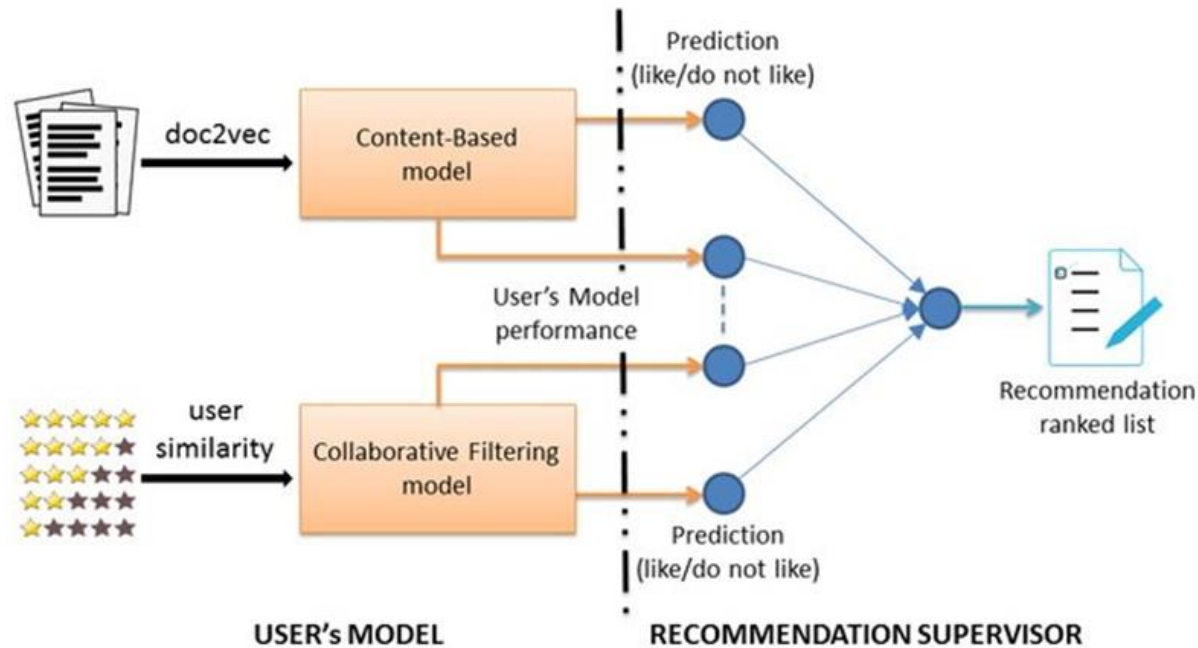 Prediction
(like/do not like)
doc2vec
Content-Based
model
User's Model
performance
Recommendation
ranked list
user
similarity
Collaborative Filtering
model
Prediction
(like/do not like)
USER's MODEL
RECOMMENDATION SUPERVISOR